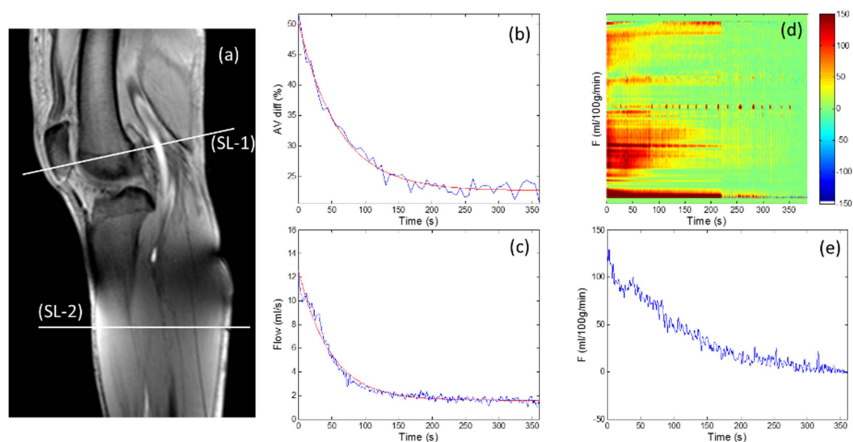 (a)
(SL-1)
(SL-2)
(b)
AV diff (%)
50
45
40
35
30
25
0 50 100 150 200 250 300 350
Time (s)
(c)
Flow (ml/s)
16
14
12
10
8
6
4
2
0
0 50 100 150 200 250 300 350
Time (s)
(d)
F (ml/100g/min)
0 50 100 150 200 250 300 350
Time (s)
150
100
50
0
-50
-100
-150
(e)
F (ml/100g/min)
150
100
50
0
-50
0 50 100 150 200 250 300 350
Time (s)